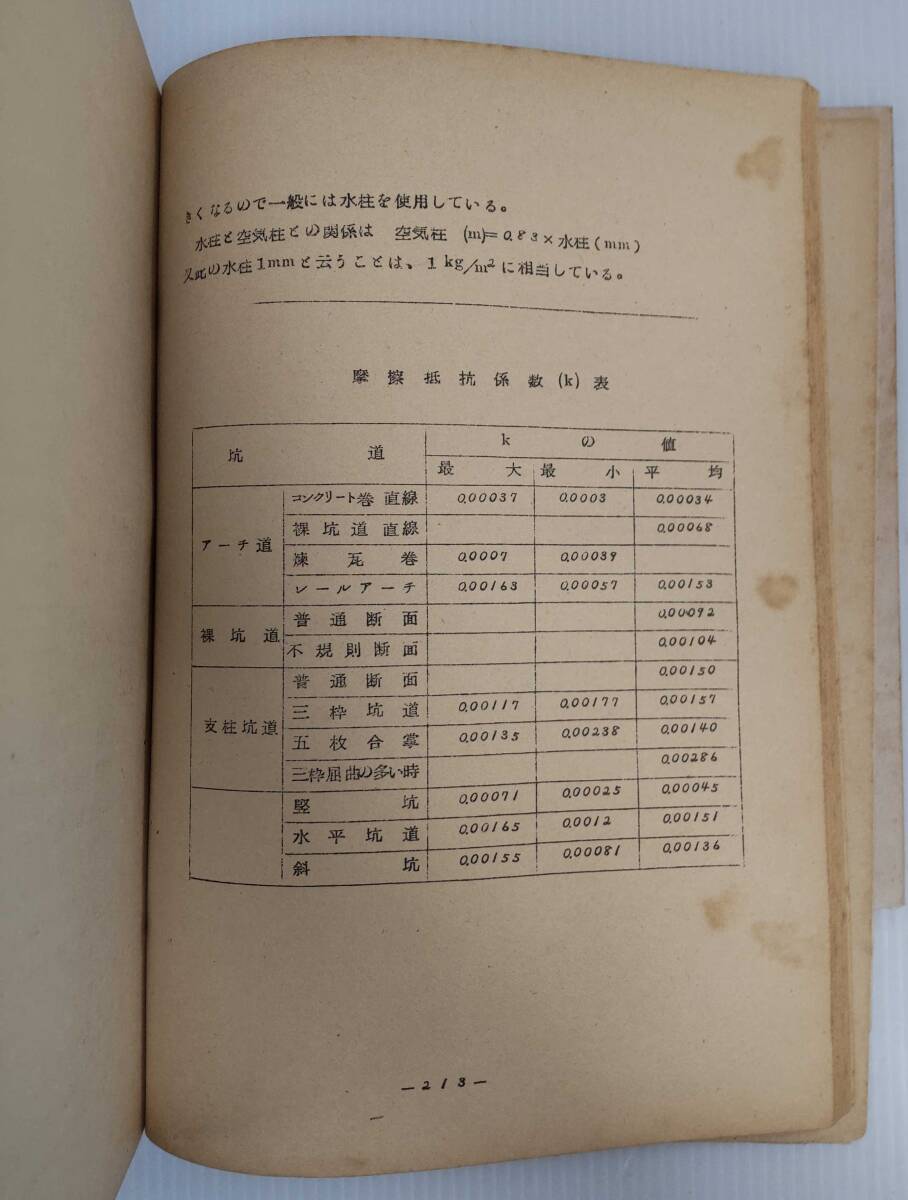 きくなるので一般には水柱を使用している。
水柱と空気柱との関係は 空気柱 (m)=0.83×水柱(mm)
又此の水柱1mmと云うことは、1kg/m²に相当している。
摩擦抵抗係数(k)表
坑道 kの値
最大 最小 平均
アーチ道 コンクリート巻直線 0.00037 0.0003 0.00034
裸坑道直線 0.00068
煉瓦巻 0.0007 0.00039
レールアーチ 0.00163 0.00057 0.00153
裸坑道 普通断面 0.00092
不規則断面 0.00104
支柱坑道 普通断面 0.00150
三枠坑道 0.00117 0.00177 0.00157
五枚合掌 0.00135 0.00238 0.00140
三枠屈曲の多い時 0.00286
竪坑 0.00071 0.00025 0.00045
水平坑道 0.00165 0.0012 0.00151
斜坑 0.00155 0.00081 0.00136
—213—